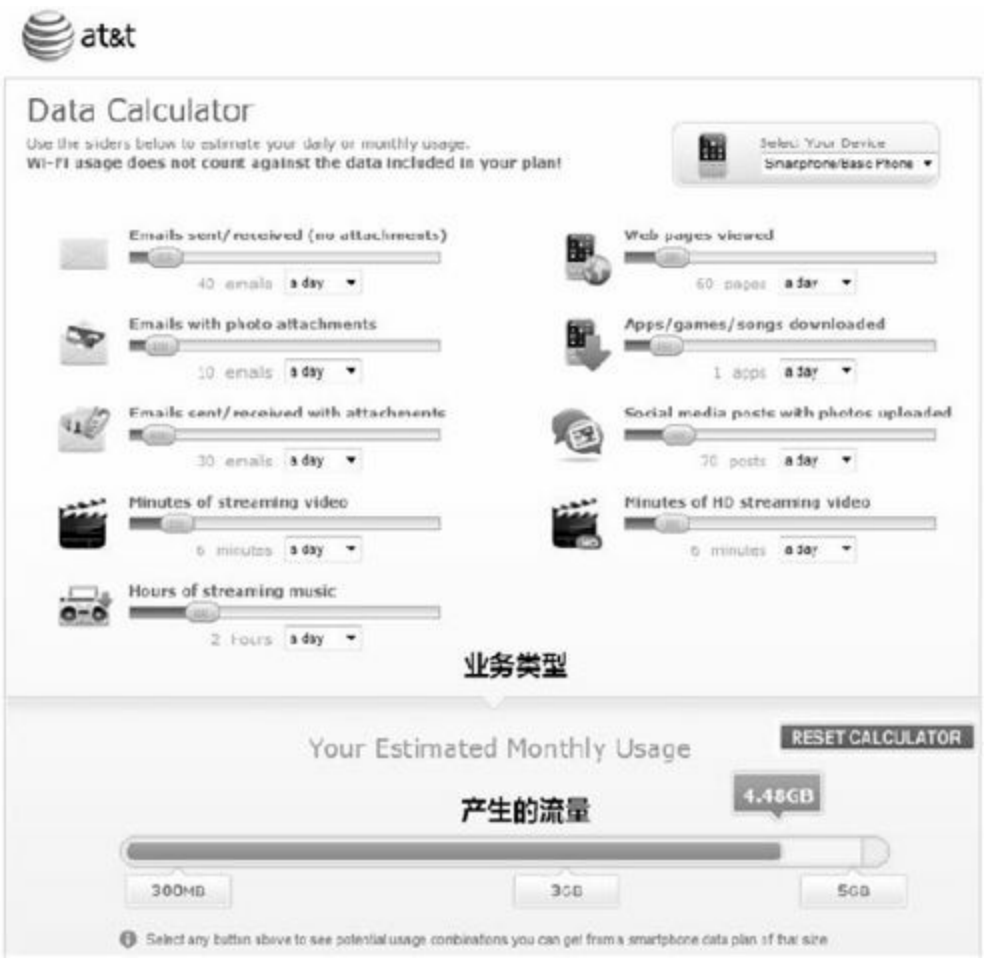 at&t
Data Calculator
Use the sliders below to estimate your daily or monthly usage.
Wi-Fi usage does not count against the data included in your plan!
Select Your Device
Smartphone/Basic Phone
Emails sent/received (no attachments)
40 emails a day
Web pages viewed
60 pages a day
Emails with photo attachments
10 emails a day
Apps/games/songs downloaded
1 apps a day
Emails sent/received with attachments
30 emails a day
Social media posts with photos uploaded
70 posts a day
Minutes of streaming video
6 minutes a day
Minutes of HD streaming video
6 minutes a day
Hours of streaming music
2 hours a day
业务类型
Your Estimated Monthly Usage
RESET CALCULATOR
产生的流量
4.48GB
300MB
3GB
5GB
Select any button above to see potential usage combinations you can get from a smartphone data plan of that size